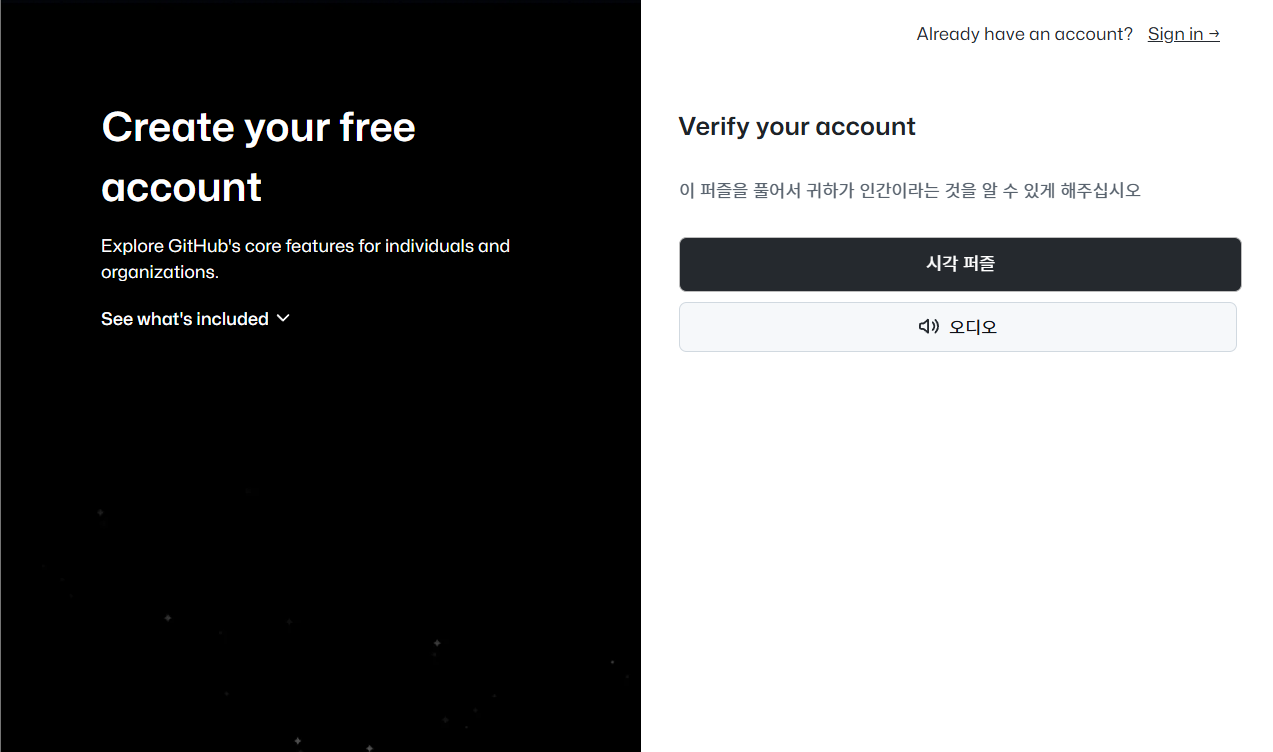 Already have an account? Sign in →
Create your free
account
Explore GitHub's core features for individuals and
organizations.
See what's included
Verify your account
이 퍼즐을 풀어서 귀하가 인간이라는 것을 알 수 있게 해주십시오
시각 퍼즐
오디오